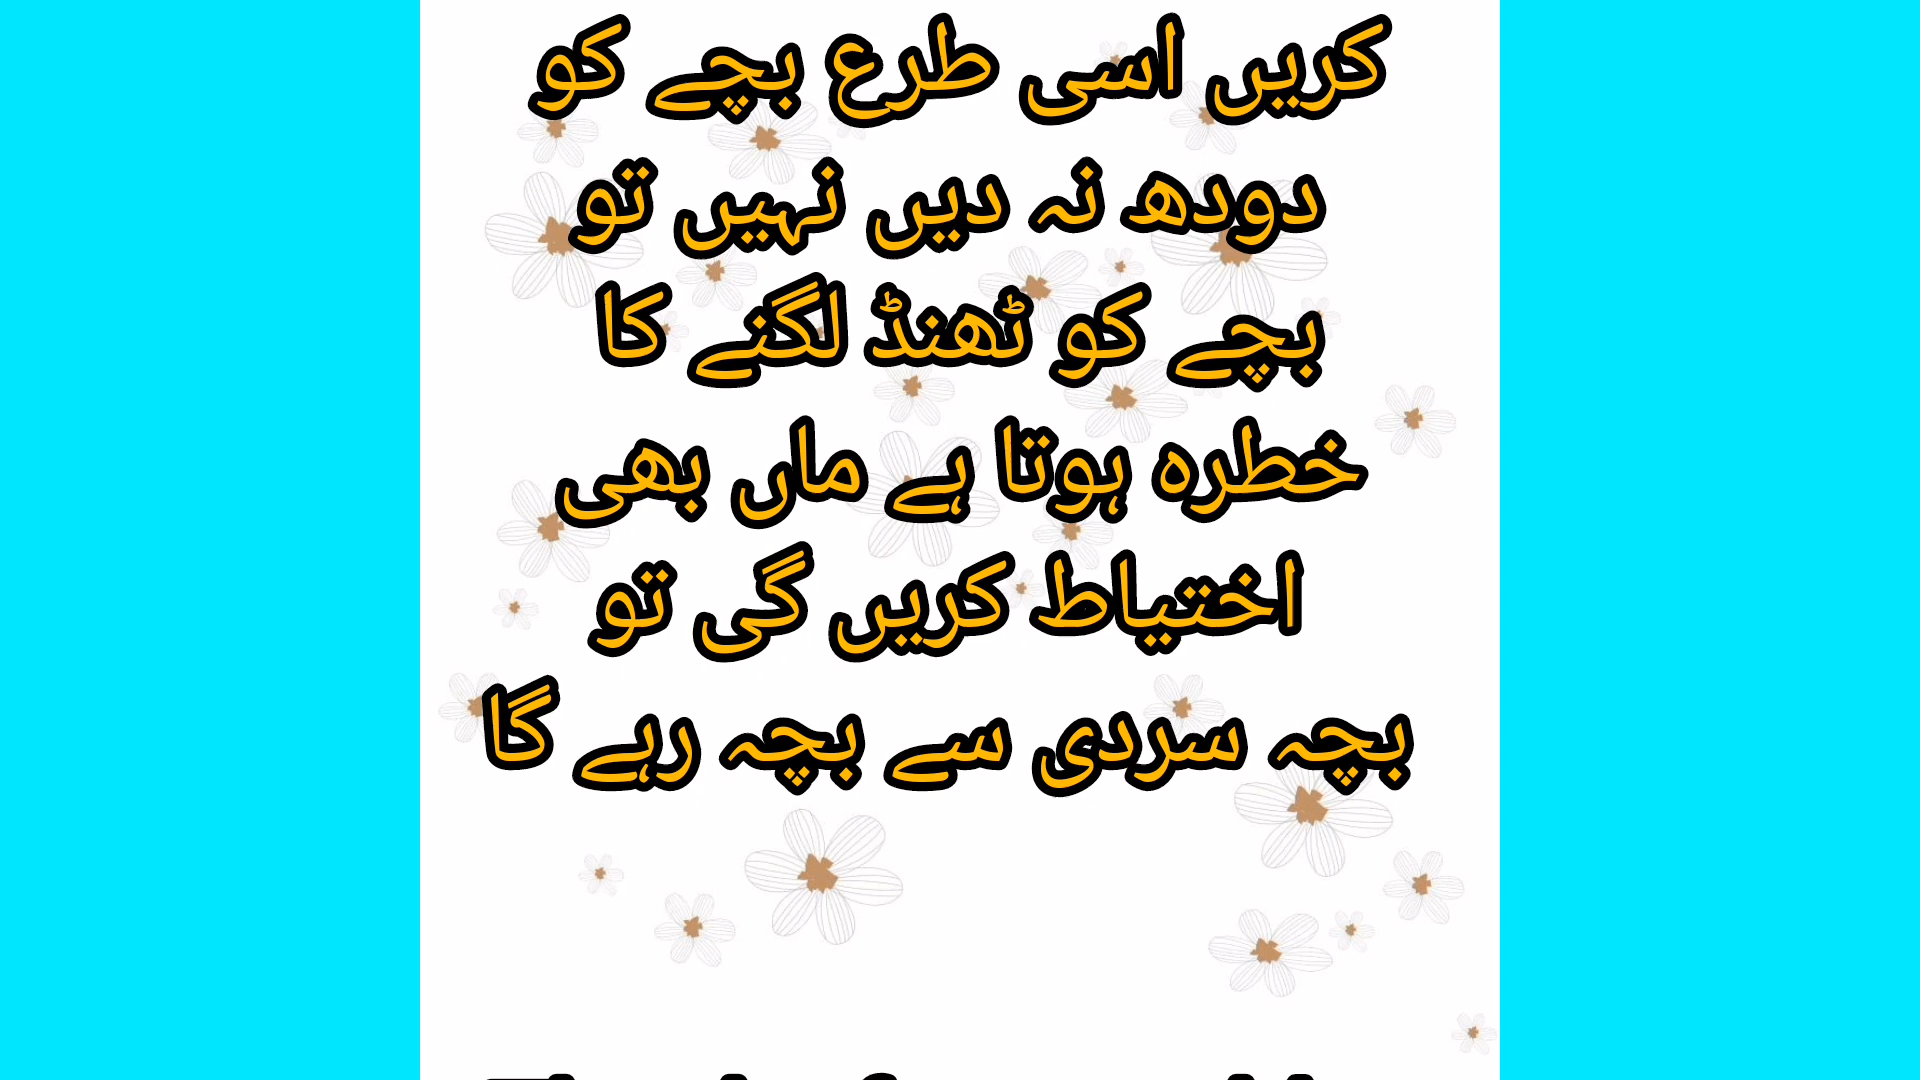 کریں اسی طرع بچے کو
دودھ نہ دیں نہیں تو
بچے کو ٹھنڈ لگنے کا
خطرہ ہوتا ہے ماں بھی
اختیاط کریں گی تو
بچہ سردی سے بچہ رہے گا